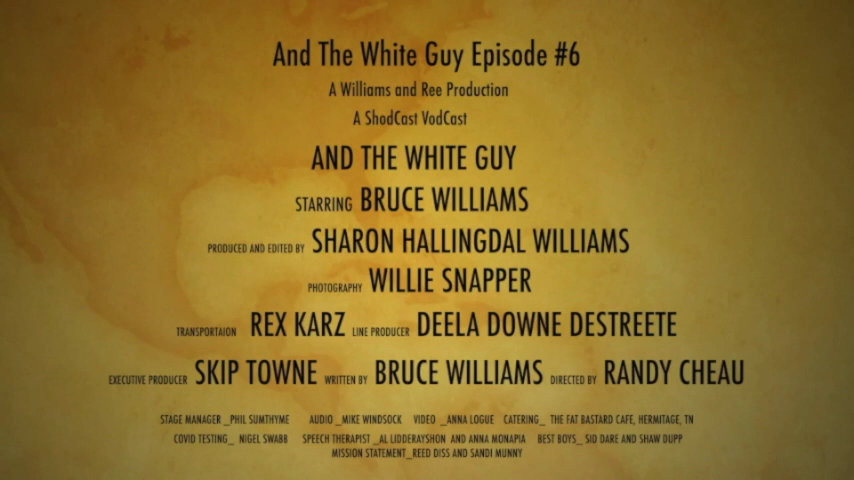 And The White Guy Episode #6
A Williams and Ree Production
A ShodCast VodCast
AND THE WHITE GUY
STARRING BRUCE WILLIAMS
PRODUCED AND EDITED BY SHARON HALLINGDAL WILLIAMS
PHOTOGRAPHY WILLIE SNAPPER
TRANSPORTAION REX KARZ LINE PRODUCER DEELA DOWNE DESTREETE
EXECUTIVE PRODUCER SKIP TOWNE WRITTEN BY BRUCE WILLIAMS DIRECTED BY RANDY CHEAU
STAGE MANAGER _PHIL SUMTHYME AUDIO _MIKE WINDSOCK VIDEO _ANNA LOGUE CATERING_ THE FAT BASTARD CAFE, HERMITAGE, TN
COVID TESTING_ NIGEL SWABB SPEECH THERAPIST _AL LIDDERAYSHON AND ANNA MONAPIA BEST BOYS_ SIO DARE AND SHAW DUPP
MISSION STATEMENT_REED DISS AND SANDI MUNNY